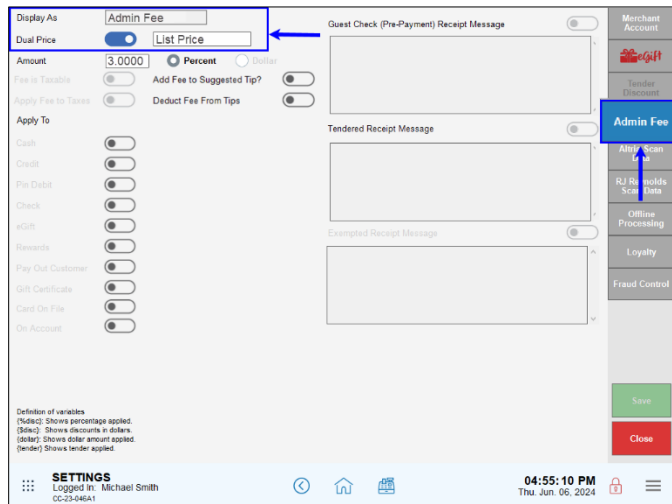 Display As Admin Fee
Dual Price List Price
Amount 3.0000 Percent Dollar
Fee is Taxable Add Fee to Suggested Tip?
Apply Fee to Taxes Deduct Fee From Tips
Apply To
Cash
Credit
Pin Debit
Check
eGift
Rewards
Pay Out Customer
Gift Certificate
Card On File
On Account
Definition of variables
{%disc}: Shows percentage applied.
{$disc}: Shows discounts in dollars.
{dollar}: Shows dollar amount applied.
{tender} Shows tender applied.
Guest Check (Pre-Payment) Receipt Message
Tendered Receipt Message
Exempted Receipt Message
Merchant
Account
eGift
Tender
Discount
Admin Fee
Altria Scan
Data
RJ Reynolds
Scan Data
Offline
Processing
Loyalty
Fraud Control
Save
Close
SETTINGS
Logged In: Michael Smith
CC-23-046A1
04:55:10 PM
Thu. Jun. 06, 2024